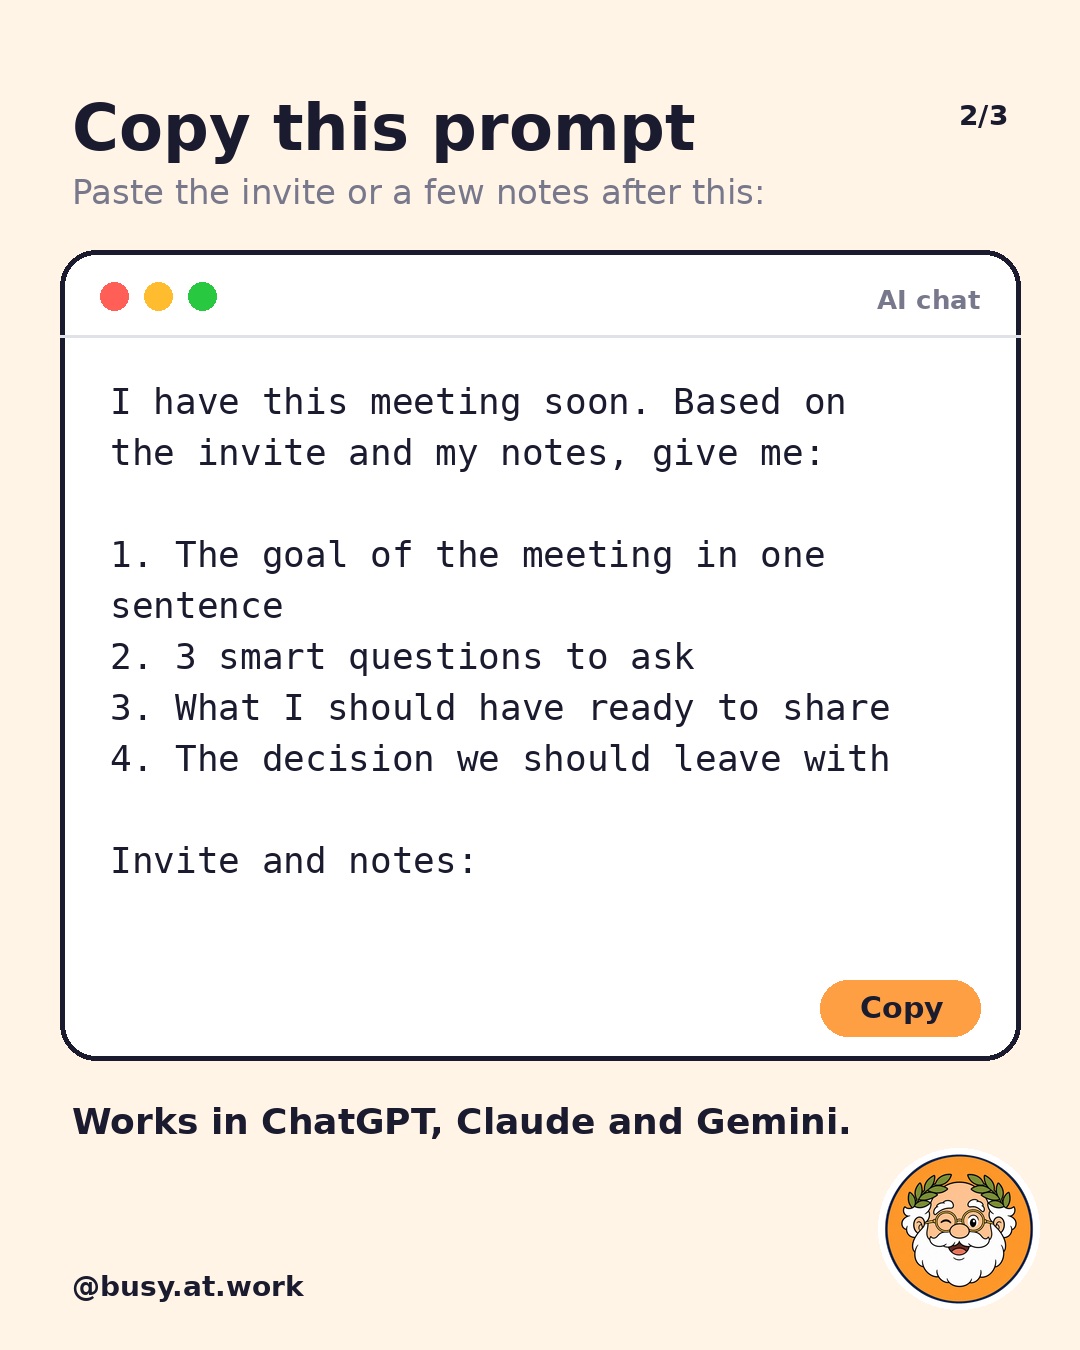 Copy this prompt
2/3
Paste the invite or a few notes after this:
AI chat
I have this meeting soon. Based on
the invite and my notes, give me:
1. The goal of the meeting in one
sentence
2. 3 smart questions to ask
3. What I should have ready to share
4. The decision we should leave with
Invite and notes:
Copy
Works in ChatGPT, Claude and Gemini.
@busy.at.work